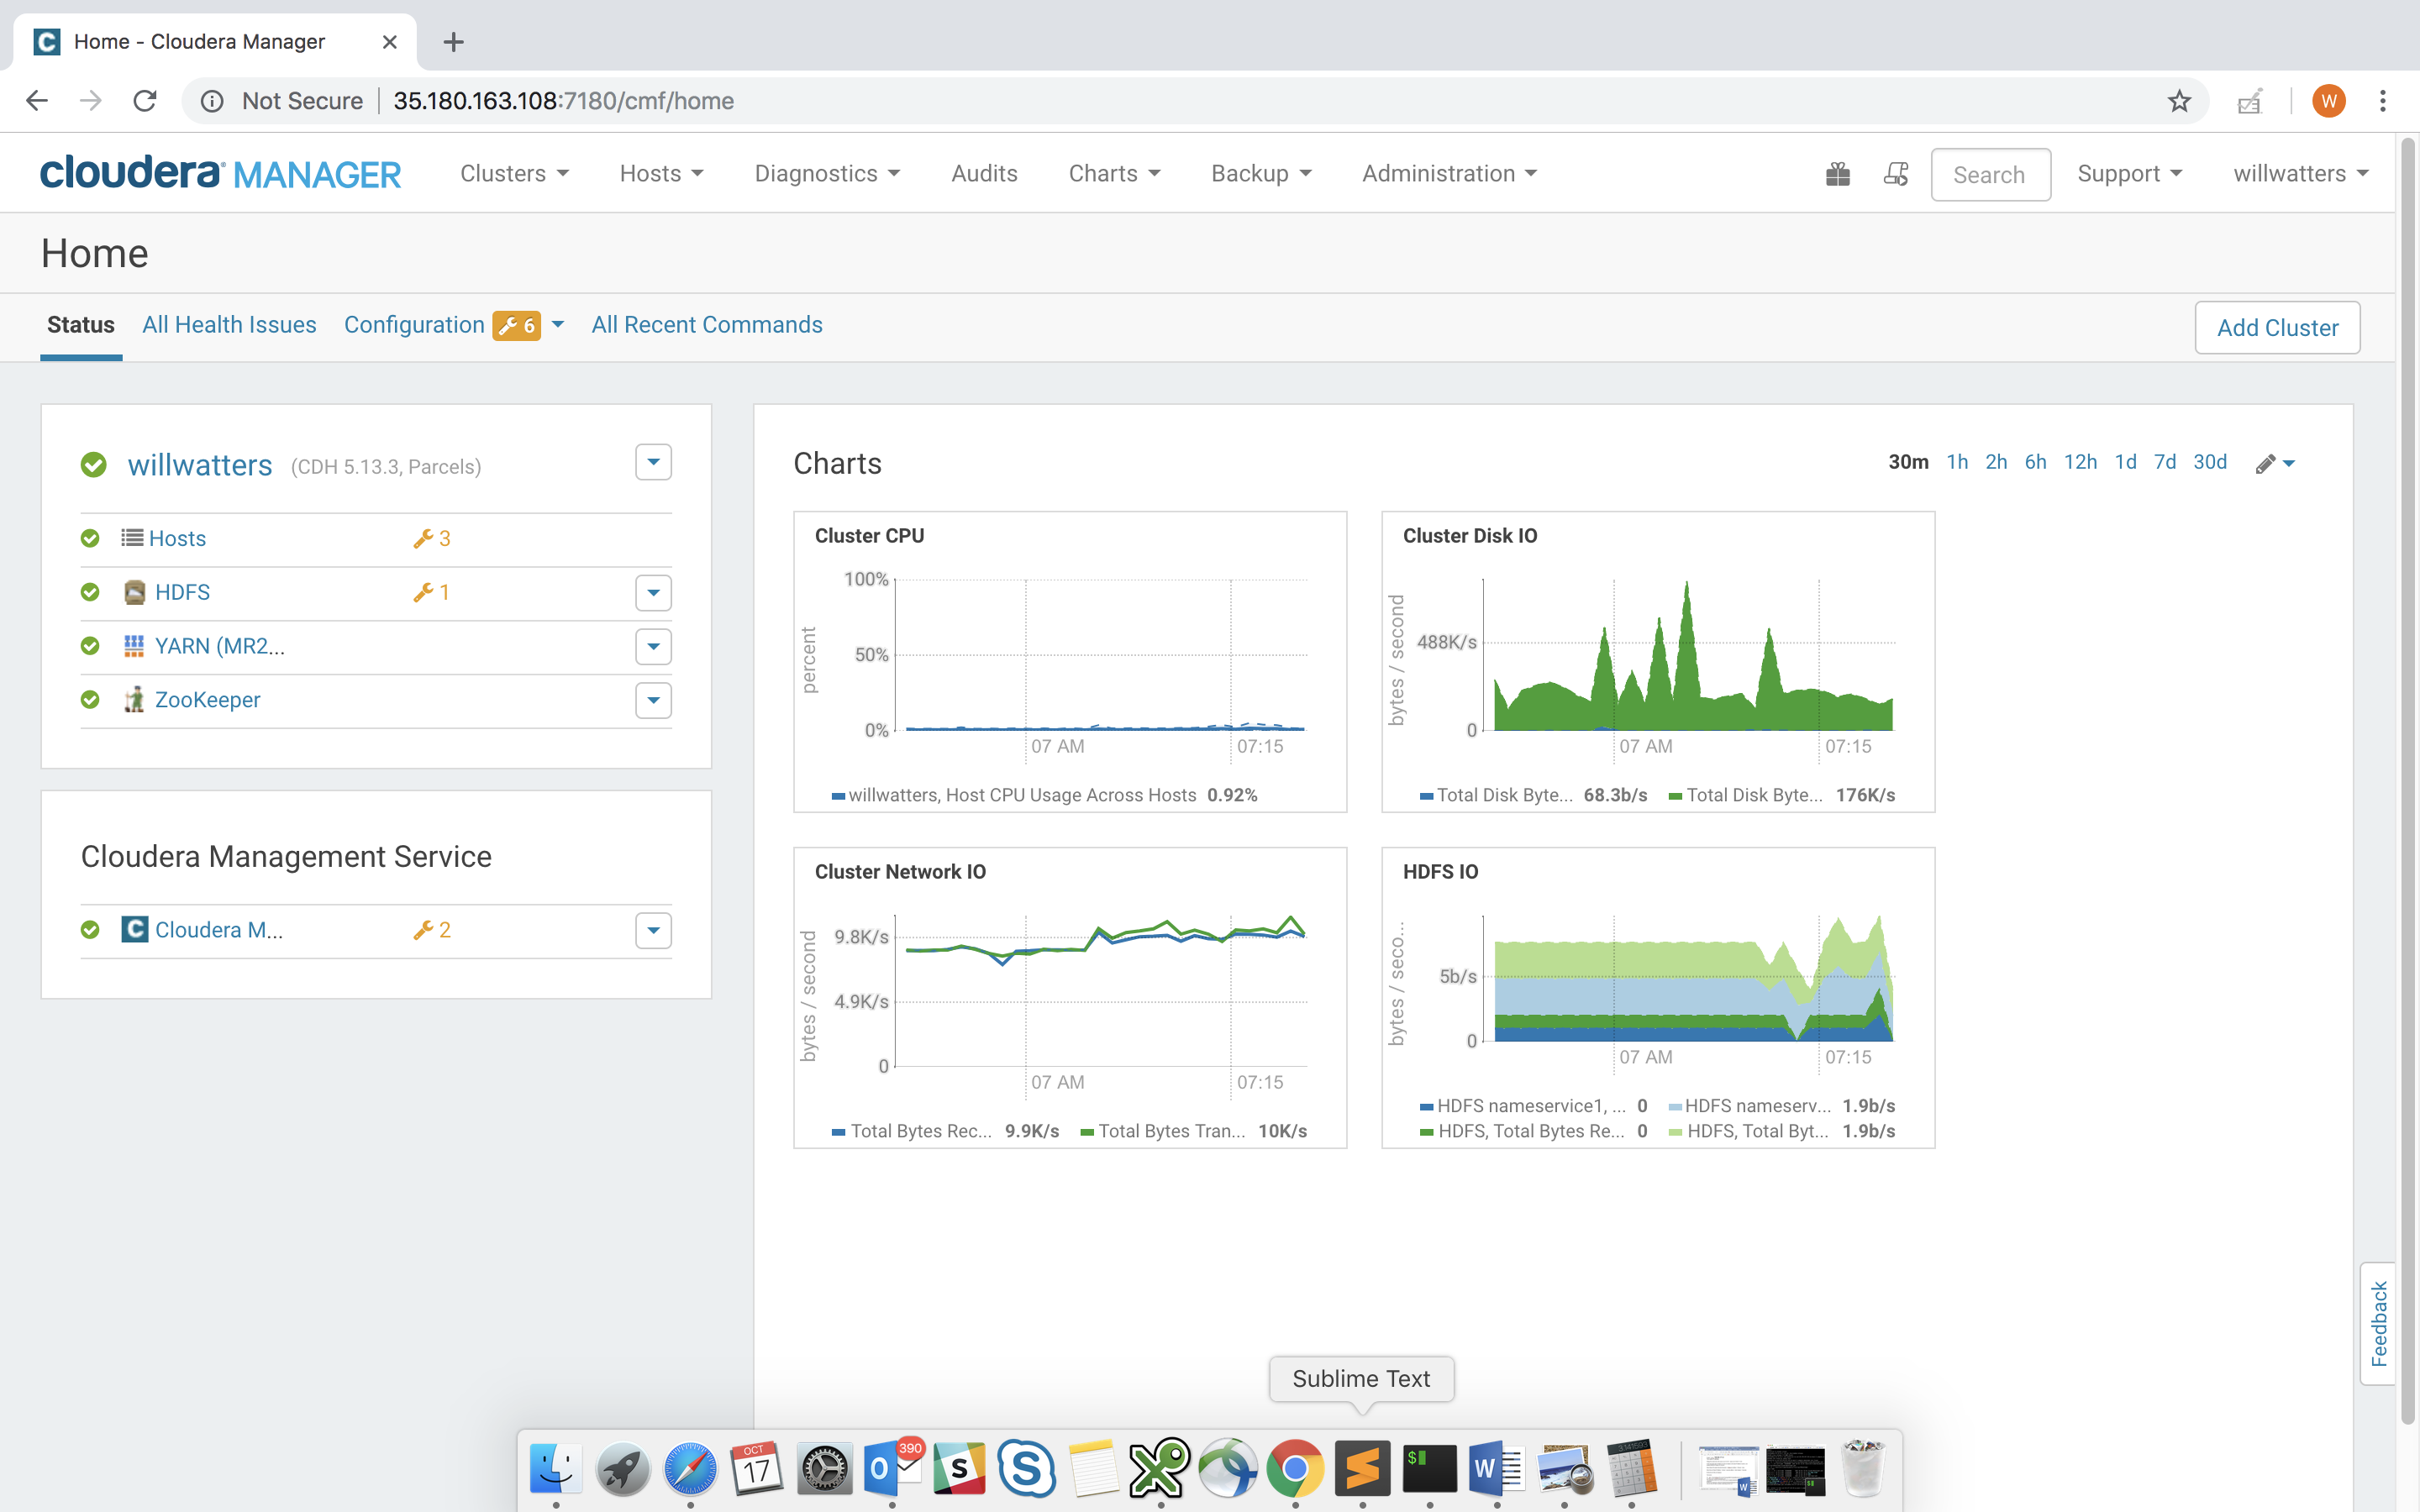 Home - Cloudera Manager
Not Secure 35.180.163.108:7180/cmf/home W
cloudera MANAGER Clusters Hosts Diagnostics Audits Charts Backup Administration Search Support willwatters
Home
Status All Health Issues Configuration 6 All Recent Commands Add Cluster
willwatters (CDH 5.13.3, Parcels)
Hosts 3
HDFS 1
YARN (MR2...
ZooKeeper
Cloudera Management Service
C Cloudera M... 2
Charts 30m 1h 2h 6h 12h 1d 7d 30d
Cluster CPU
percent
100%
50%
0%
07 AM 07:15
willwatters, Host CPU Usage Across Hosts 0.92%
Cluster Disk IO
bytes / second
488K/s
0
07 AM 07:15
Total Disk Byte... 68.3b/s Total Disk Byte... 176K/s
Cluster Network IO
bytes / second
9.8K/s
4.9K/s
0
07 AM 07:15
Total Bytes Rec... 9.9K/s Total Bytes Tran... 10K/s
HDFS IO
bytes / seco...
5b/s
0
07 AM 07:15
HDFS nameservice1, ... 0 HDFS nameserv... 1.9b/s
HDFS, Total Bytes Re... 0 HDFS, Total Byt... 1.9b/s
Feedback
Sublime Text
OCT
17
390